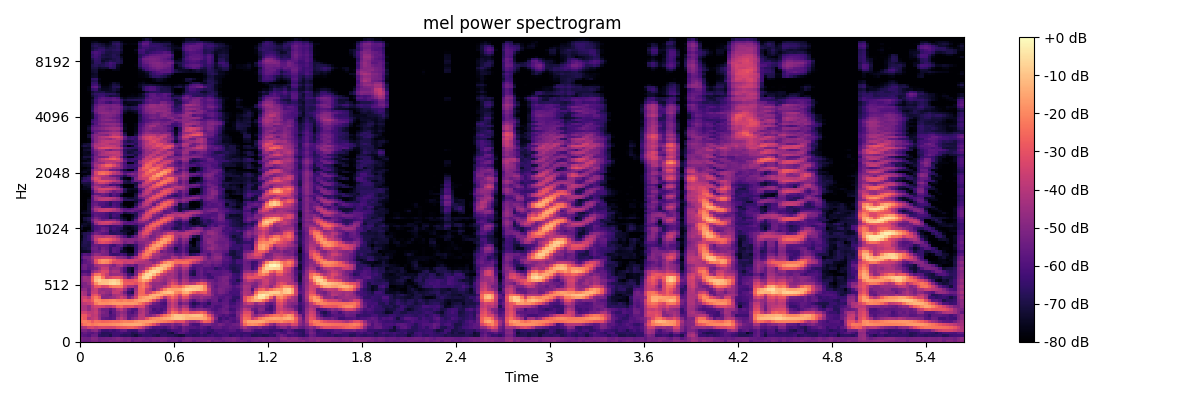 mel power spectrogram
Hz
8192
4096
2048
1024
512
0
0 0.6 1.2 1.8 2.4 3 3.6 4.2 4.8 5.4
Time
+0 dB
-10 dB
-20 dB
-30 dB
-40 dB
-50 dB
-60 dB
-70 dB
-80 dB